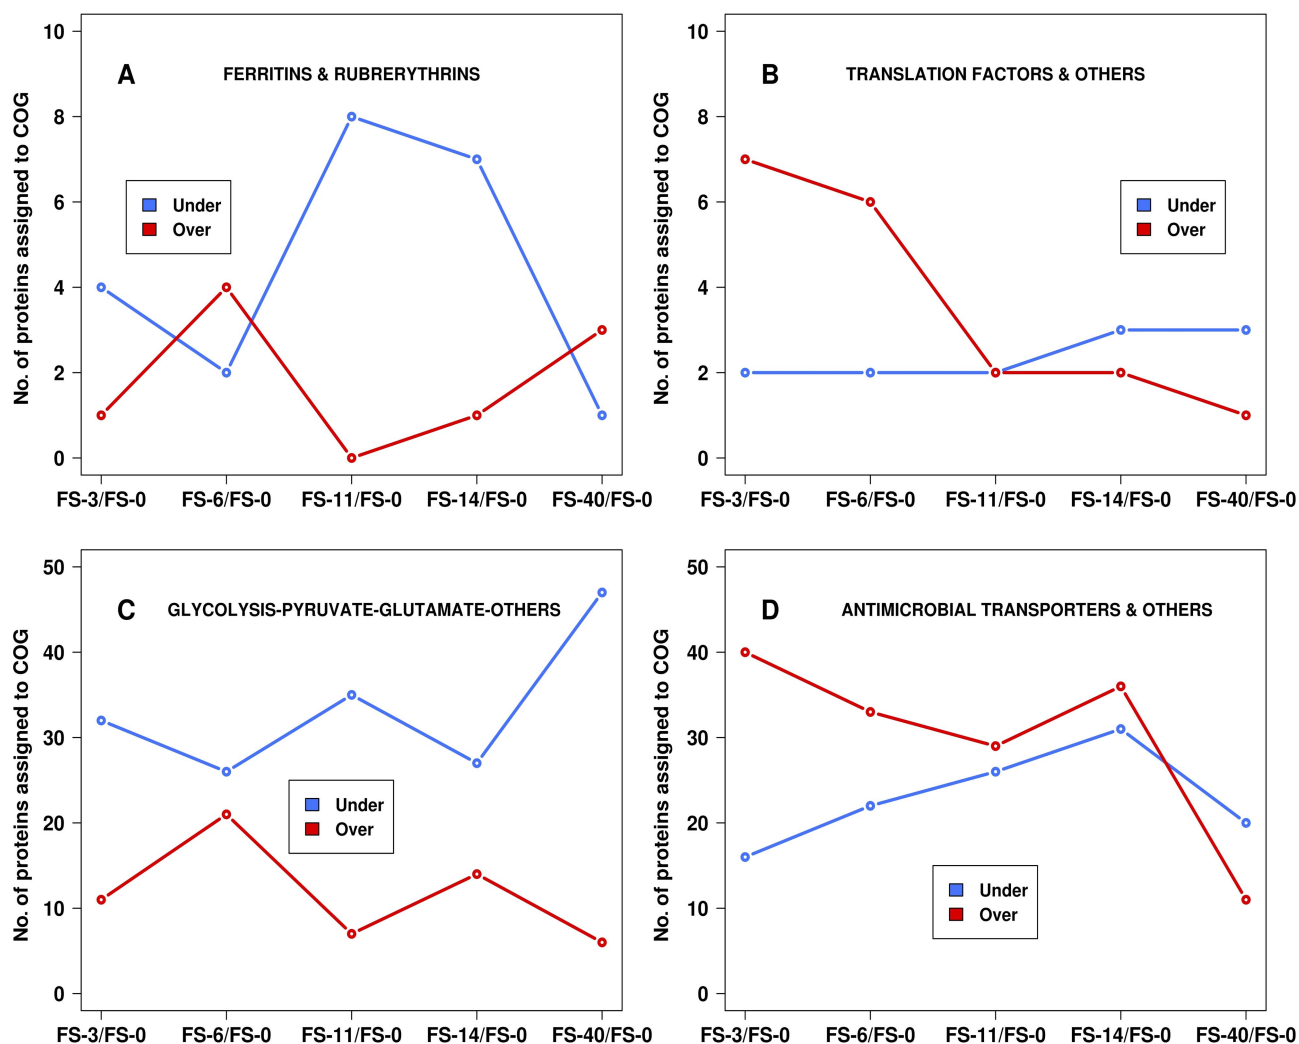 A FERRITINS & RUBRERYTHRINS
No. of proteins assigned to COG
10
8
6
4
2
0
Under
Over
FS-3/FS-0 FS-6/FS-0 FS-11/FS-0 FS-14/FS-0 FS-40/FS-0
B TRANSLATION FACTORS & OTHERS
No. of proteins assigned to COG
10
8
6
4
2
0
Under
Over
FS-3/FS-0 FS-6/FS-0 FS-11/FS-0 FS-14/FS-0 FS-40/FS-0
C GLYCOLYSIS-PYRUVATE-GLUTAMATE-OTHERS
No. of proteins assigned to COG
50
40
30
20
10
0
Under
Over
FS-3/FS-0 FS-6/FS-0 FS-11/FS-0 FS-14/FS-0 FS-40/FS-0
D ANTIMICROBIAL TRANSPORTERS & OTHERS
No. of proteins assigned to COG
50
40
30
20
10
0
Under
Over
FS-3/FS-0 FS-6/FS-0 FS-11/FS-0 FS-14/FS-0 FS-40/FS-0